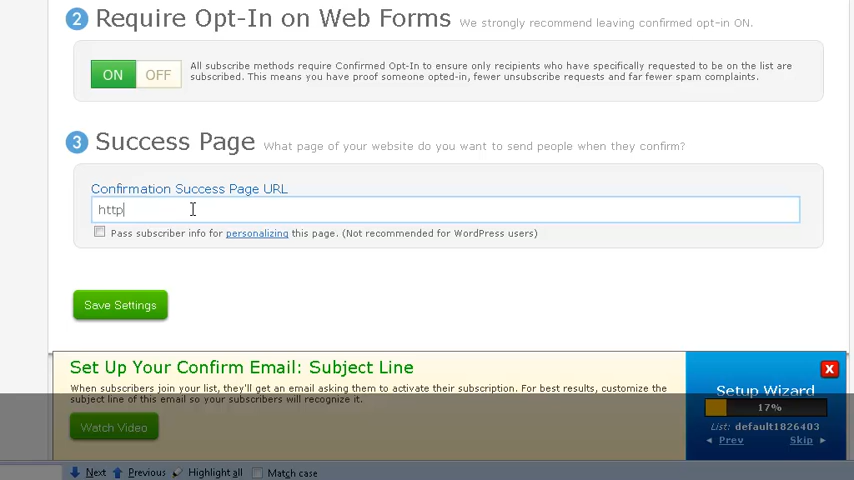 2 Require Opt-In on Web Forms We strongly recommend leaving confirmed opt-in ON.
ON OFF
All subscribe methods require Confirmed Opt-In to ensure only recipients who have specifically requested to be on the list are
subscribed. This means you have proof someone opted-in, fewer unsubscribe requests and far fewer spam complaints.
3 Success Page What page of your website do you want to send people when they confirm?
Confirmation Success Page URL
http
Pass subscriber info for personalizing this page. (Not recommended for WordPress users)
Save Settings
Set Up Your Confirm Email: Subject Line
When subscribers join your list, they'll get an email asking them to activate their subscription. For best results, customize the
subject line of this email so your subscribers will recognize it.
Watch Video
X
Setup Wizard
17%
List: default1826403
Prev Skip
Next Previous Highlight all Match case